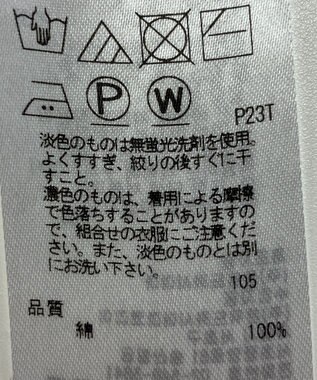 P W
P23T
淡色のものは無蛍光洗剤を使用。
よくすすぎ、絞りの後すぐに干
すこと。
濃色のものは、着用による摩擦
で色落ちすることがありますの
で、組合せの衣服にご注意くだ
さい。また、淡色のものとは別
にお洗い下さい。
105
品質
綿 100%